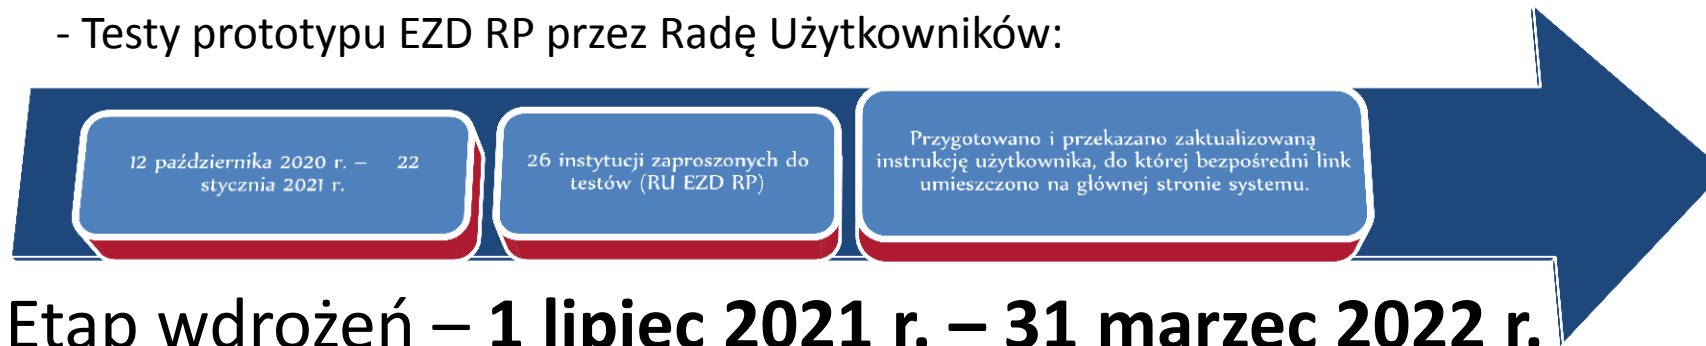 - Testy prototypu EZD RP przez Radę Użytkowników:
12 października 2020 r. – 22
stycznia 2021 r.
26 instytucji zaproszonych do
testów (RU EZD RP)
Przygotowano i przekazano zaktualizowaną
instrukcję użytkownika, do której bezpośredni link
umieszczono na głównej stronie systemu.
Etap wdrożeń – 1 lipiec 2021 r. – 31 marzec 2022 r.